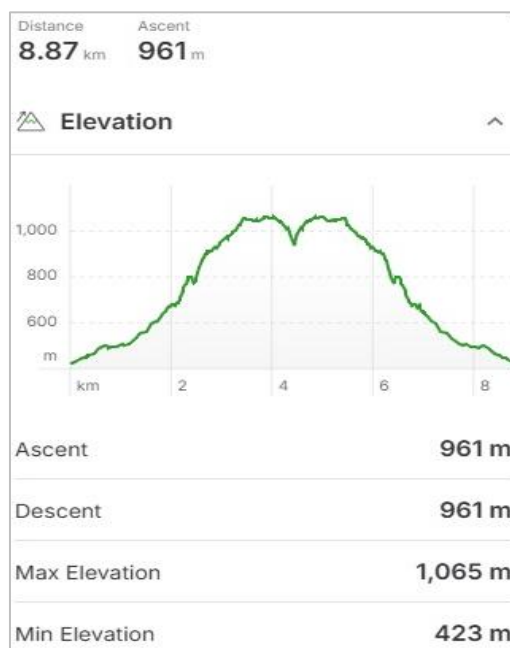 Distance Ascent
8.87 km 961 m
Elevation
1,000
800
600
m
km 2 4 6 8
Ascent 961 m
Descent 961 m
Max Elevation 1,065 m
Min Elevation 423 m